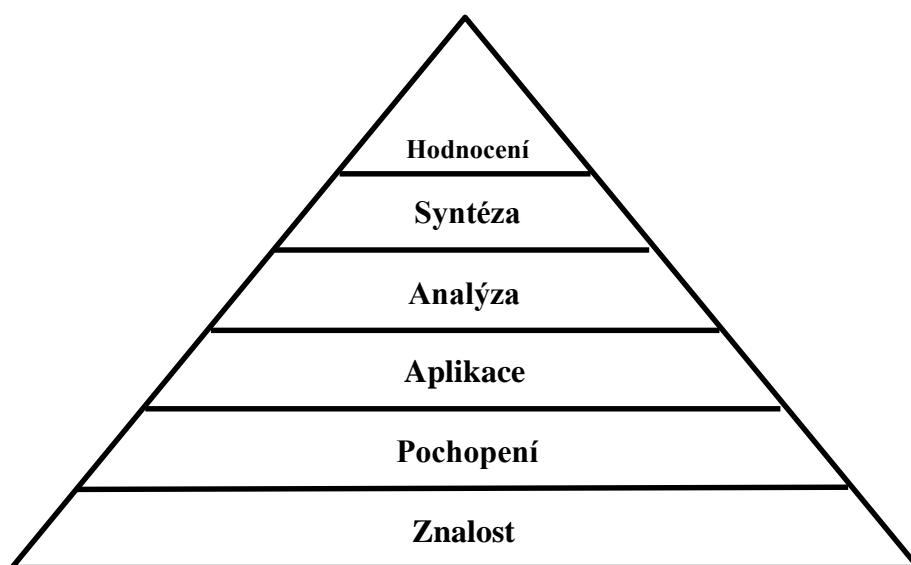 Hodnocení
Syntéza
Analýza
Aplikace
Pochopení
Znalost